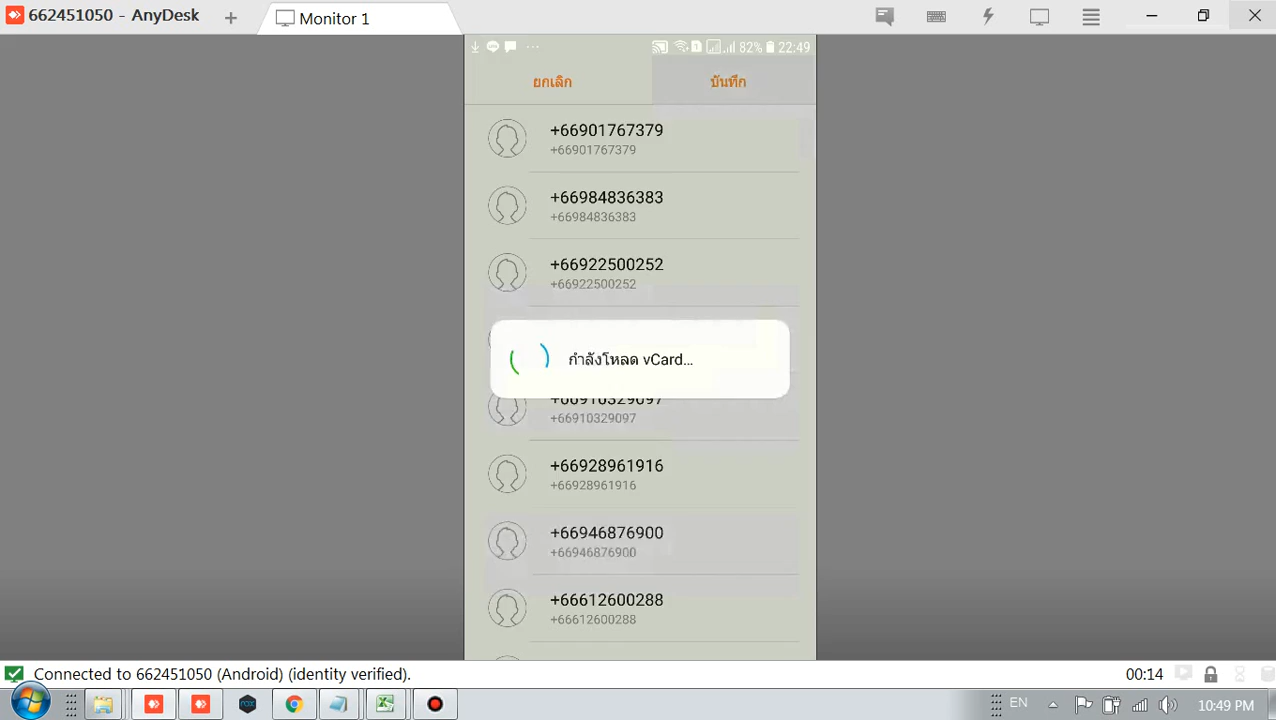 662451050 - AnyDesk
Monitor 1
82% 22:49
ยกเลิก
บันทึก
+66901767379
+66901767379
+66984836383
+66984836383
+66922500252
+66922500252
กำลังโหลด vCard...
+66910329097
+66910329097
+66928961916
+66928961916
+66946876900
+66946876900
+66612600288
+66612600288
Connected to 662451050 (Android) (identity verified).
00:14
EN
10:49 PM